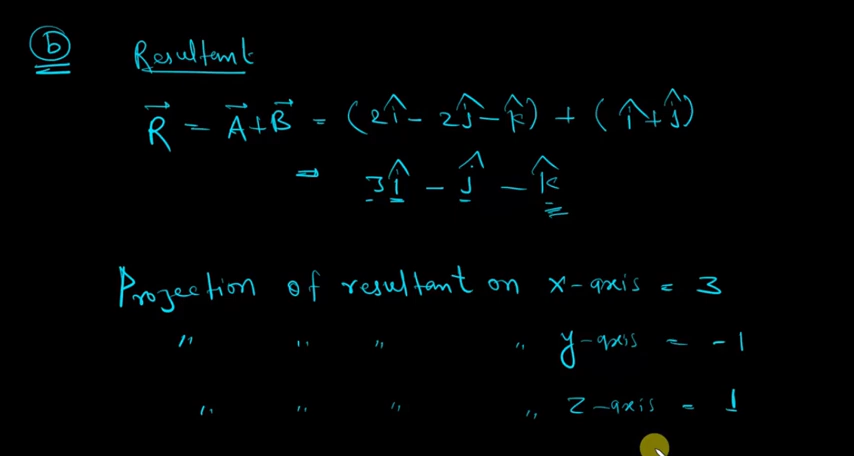 (b) Resultant
R⃗ = A⃗ + B⃗ = (2î - 2ĵ - k̂) + (î + ĵ)
= 3î - ĵ - k̂
Projection of resultant on x-axis = 3
〃 〃 〃 〃 y-axis = -1
〃 〃 〃 〃 z-axis = 1